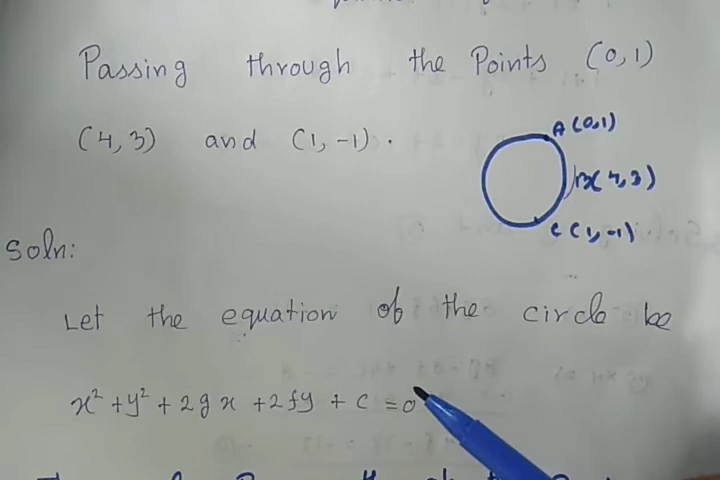 Passing through the Points (0,1)
(4,3) and (1,-1).
A(0,1)
B(4,3)
C(1,-1)
Soln:
Let the equation of the circle be
x² + y² + 2gx + 2fy + c = 0